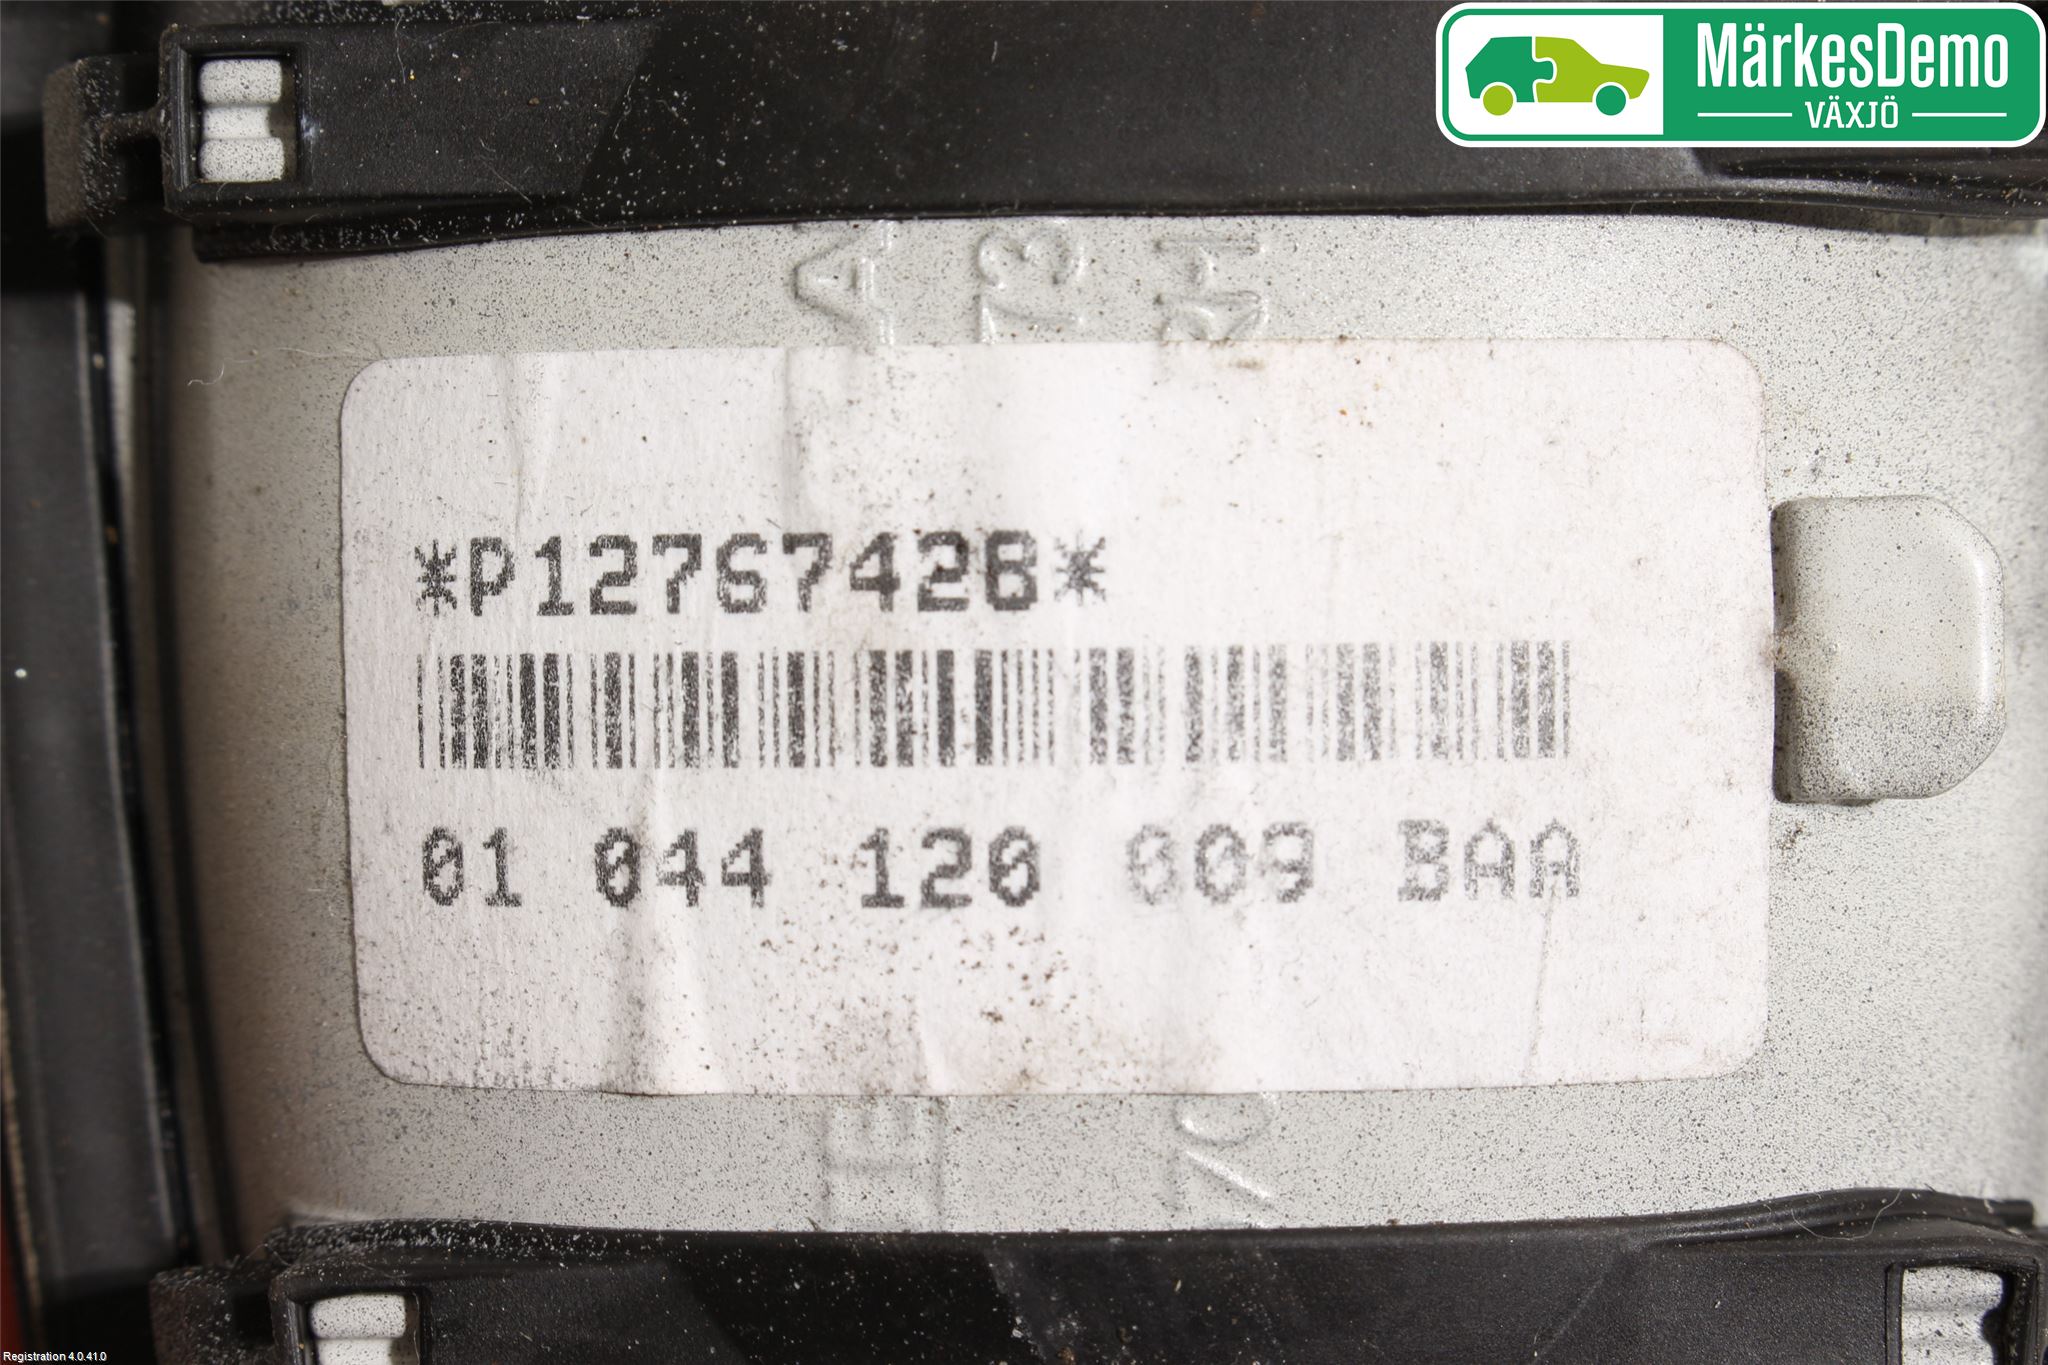 MärkesDemo
VÄXJÖ
*P12767428*
01 044 120 009 BAA
Registration 4.0.41.0